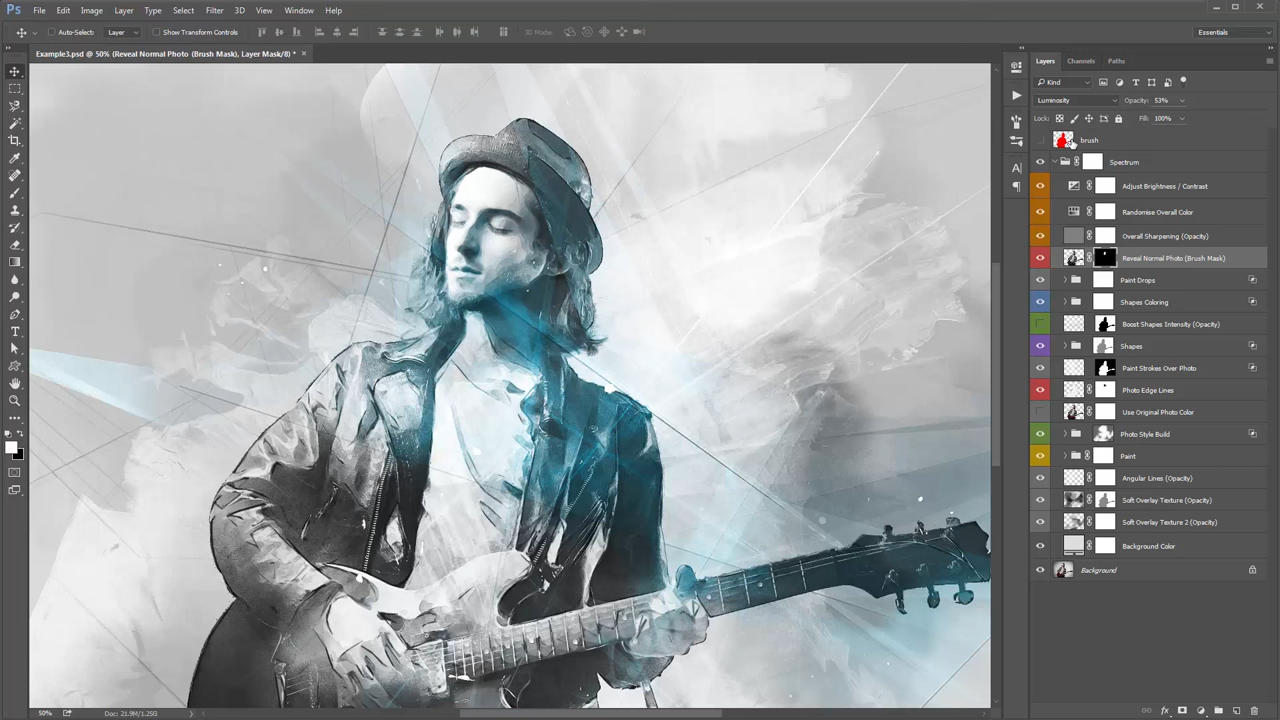 Ps File Edit Image Layer Type Select Filter 3D View Window Help
Auto-Select: Layer Show Transform Controls 3D Mode: Essentials
Example3.psd @ 50% (Reveal Normal Photo (Brush Mask), Layer Mask/8) * ×
Layers Channels Paths
Kind
Luminosity Opacity: 53%
Lock: Fill: 100%
brush
Spectrum
Adjust Brightness / Contrast
Randomise Overall Color
Overall Sharpening (Opacity)
Reveal Normal Photo (Brush Mask)
Paint Drops
Shapes Coloring
Boost Shapes Intensity (Opacity)
Shapes
Paint Strokes Over Photo
Photo Edge Lines
Use Original Photo Color
Photo Style Build
Paint
Angular Lines (Opacity)
Soft Overlay Texture (Opacity)
Soft Overlay Texture 2 (Opacity)
Background Color
Background
50% Doc: 21.9M/1.29G